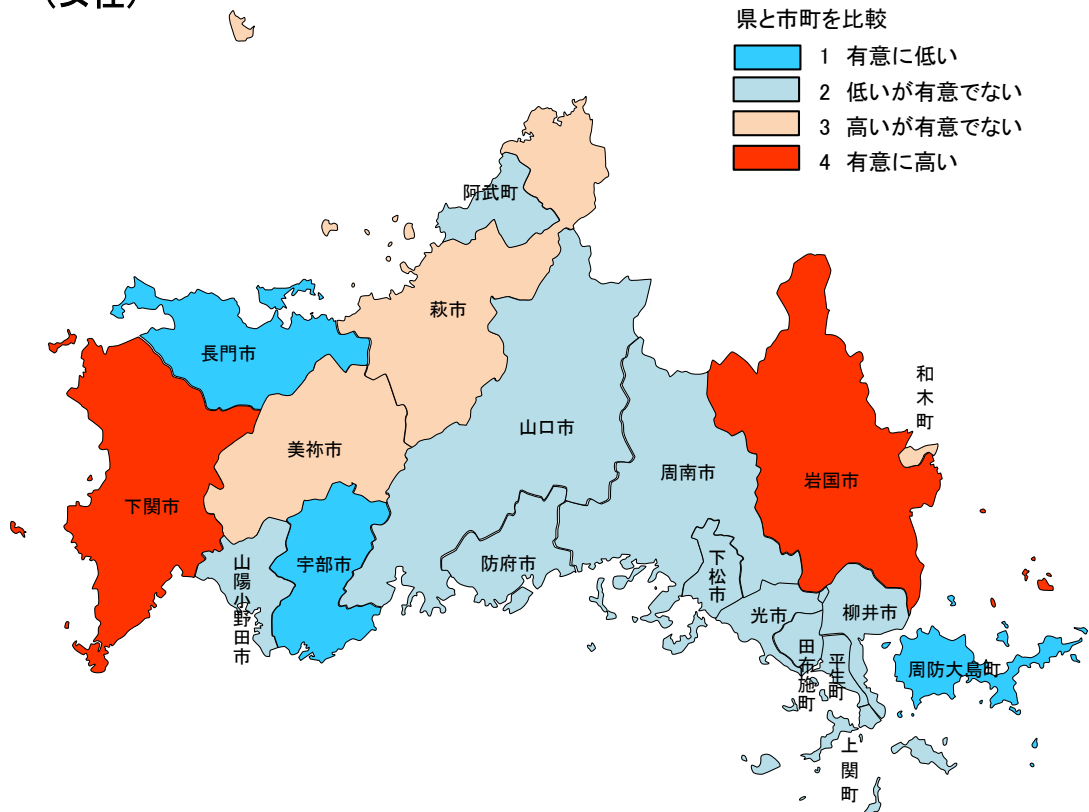 （女性）
県と市町を比較
1 有意に低い
2 低いが有意でない
3 高いが有意でない
4 有意に高い
阿武町
萩市
長門市
和木町
山口市
美祢市
周南市
岩国市
下関市
宇部市
防府市
下松市
山陽小野田市
光市
柳井市
田布施町
平生町
周防大島町
上関町